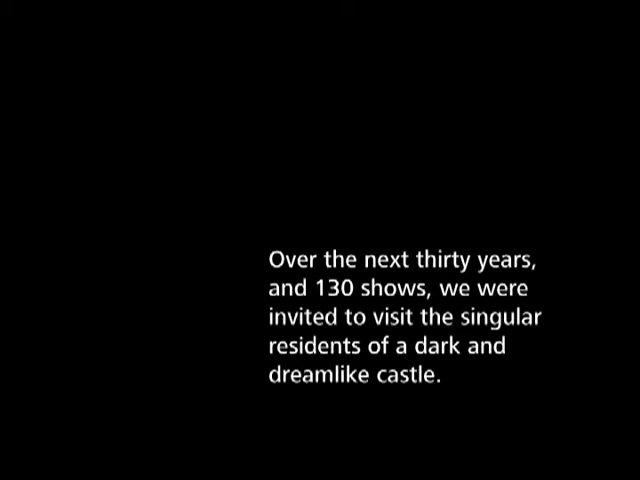 Over the next thirty years,
and 130 shows, we were
invited to visit the singular
residents of a dark and
dreamlike castle.